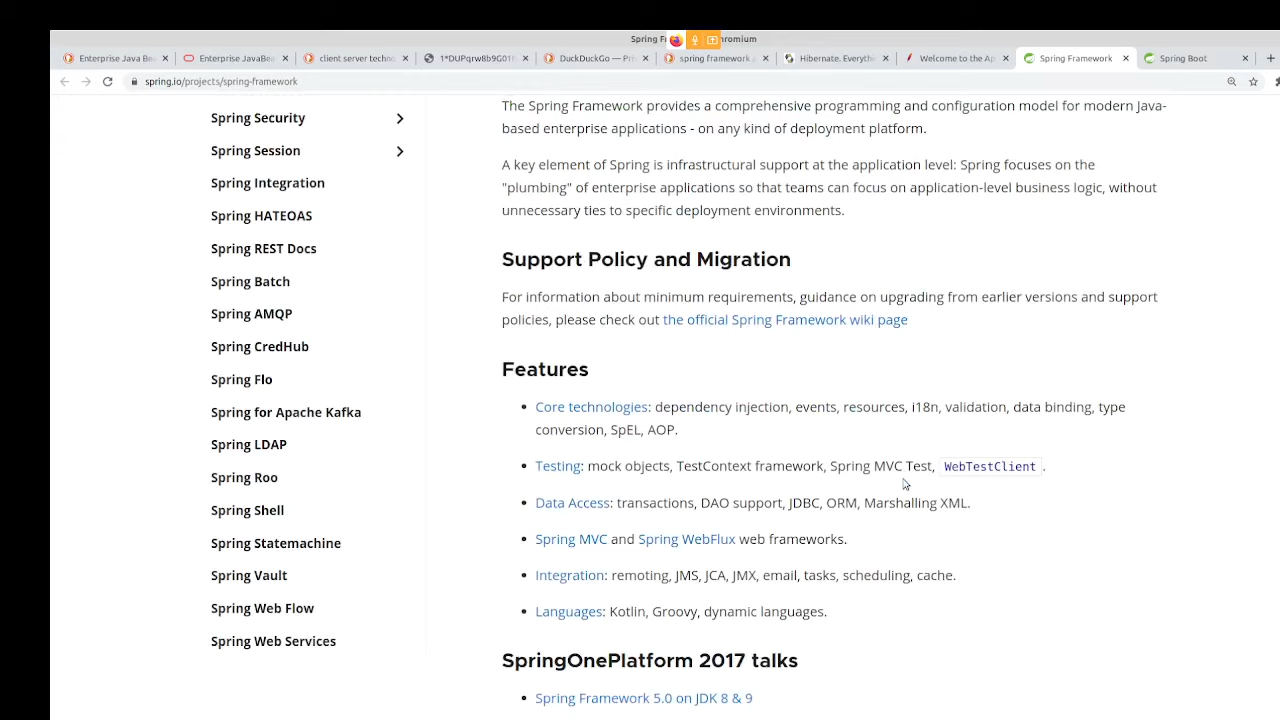 Spring Fr
omium
Enterprise Java Be
Enterprise JavaBea
client server techno
1*DUPqrw8b9G01f
DuckDuckGo — Pri
spring framework
Hibernate. Everythi
Welcome to the Ap
Spring Framework
Spring Boot
spring.io/projects/spring-framework
Spring Security
Spring Session
Spring Integration
Spring HATEOAS
Spring REST Docs
Spring Batch
Spring AMQP
Spring CredHub
Spring Flo
Spring for Apache Kafka
Spring LDAP
Spring Roo
Spring Shell
Spring Statemachine
Spring Vault
Spring Web Flow
Spring Web Services
The Spring Framework provides a comprehensive programming and configuration model for modern Java-
based enterprise applications - on any kind of deployment platform.
A key element of Spring is infrastructural support at the application level: Spring focuses on the
"plumbing" of enterprise applications so that teams can focus on application-level business logic, without
unnecessary ties to specific deployment environments.
Support Policy and Migration
For information about minimum requirements, guidance on upgrading from earlier versions and support
policies, please check out the official Spring Framework wiki page
Features
• Core technologies: dependency injection, events, resources, i18n, validation, data binding, type
conversion, SpEL, AOP.
• Testing: mock objects, TestContext framework, Spring MVC Test, WebTestClient.
• Data Access: transactions, DAO support, JDBC, ORM, Marshalling XML.
• Spring MVC and Spring WebFlux web frameworks.
• Integration: remoting, JMS, JCA, JMX, email, tasks, scheduling, cache.
• Languages: Kotlin, Groovy, dynamic languages.
SpringOnePlatform 2017 talks
• Spring Framework 5.0 on JDK 8 & 9